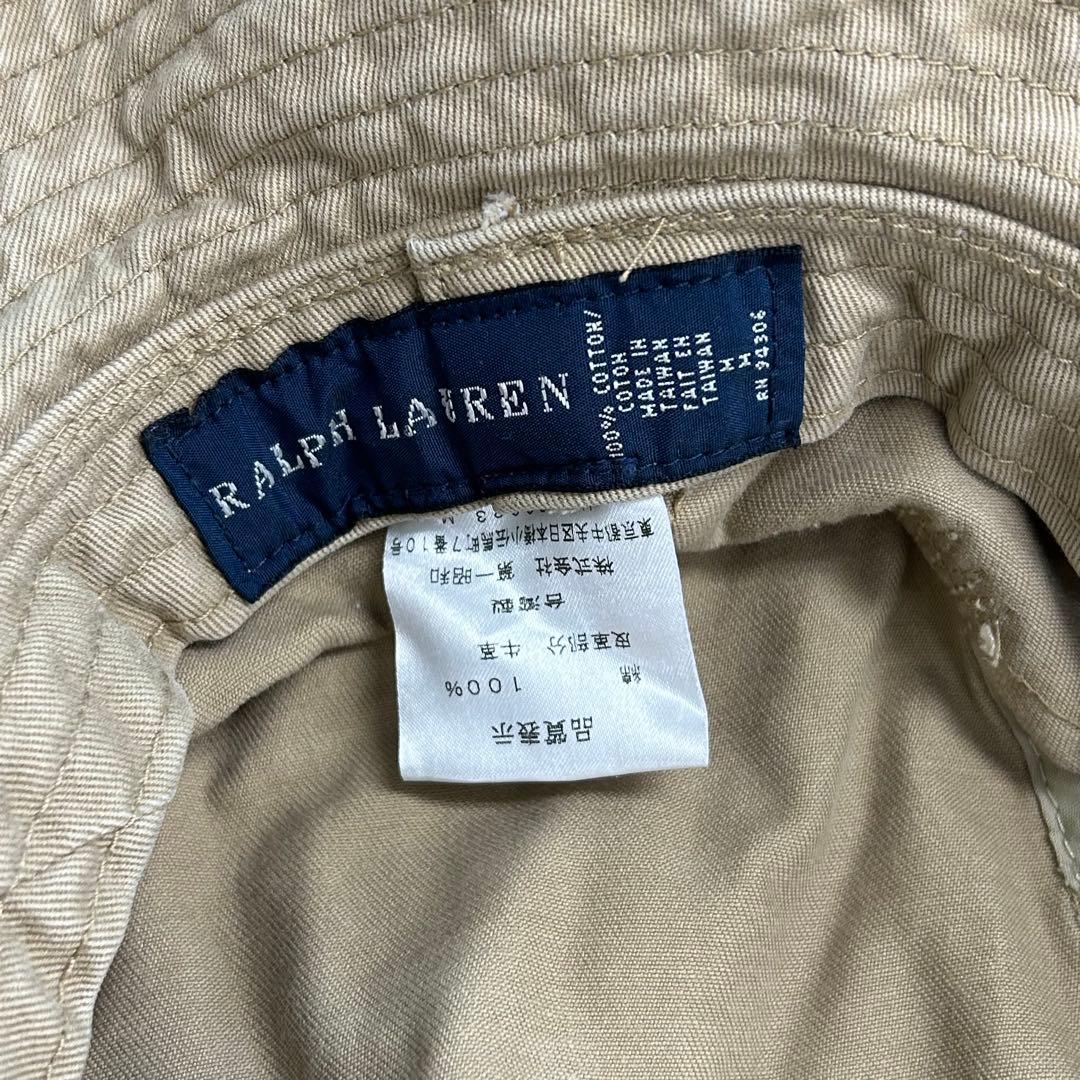 RALPH LAUREN
100% COTTON/
COTON
MADE IN
TAIWAN
FAIT EN
TAIWAN
M
M
RN 94306
品質表示
綿 100%
皮革部分 牛革
台湾製
株式会社 第一昭和
東京都中央区日本橋小伝馬町7番10号